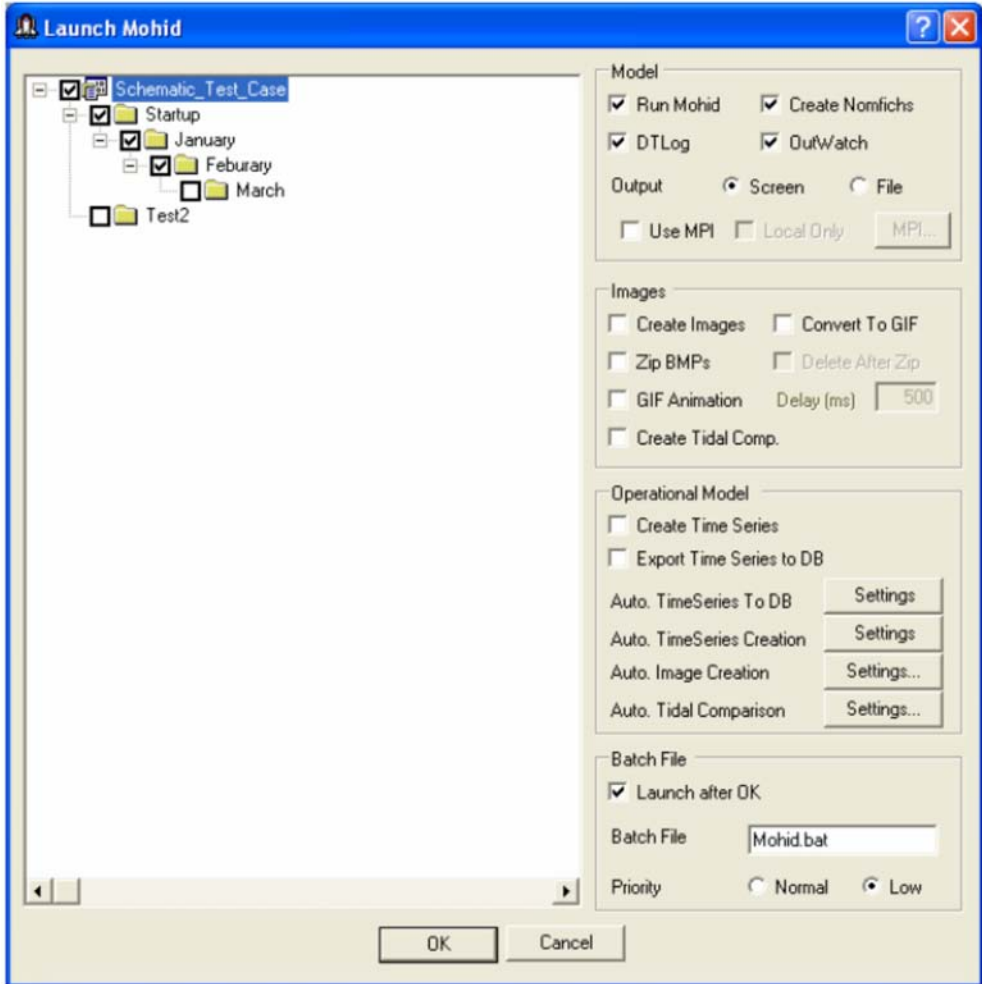 Launch Mohid
Schematic_Test_Case
Startup
January
Feburary
March
Test2
Model
Run Mohid Create Nomfichs
DTLog OutWatch
Output Screen File
Use MPI Local Only MPI...
Images
Create Images Convert To GIF
Zip BMPs Delete After Zip
GIF Animation Delay (ms) 500
Create Tidal Comp.
Operational Model
Create Time Series
Export Time Series to DB
Auto. TimeSeries To DB Settings
Auto. TimeSeries Creation Settings
Auto. Image Creation Settings...
Auto. Tidal Comparison Settings...
Batch File
Launch after OK
Batch File Mohid.bat
Priority Normal Low
OK Cancel